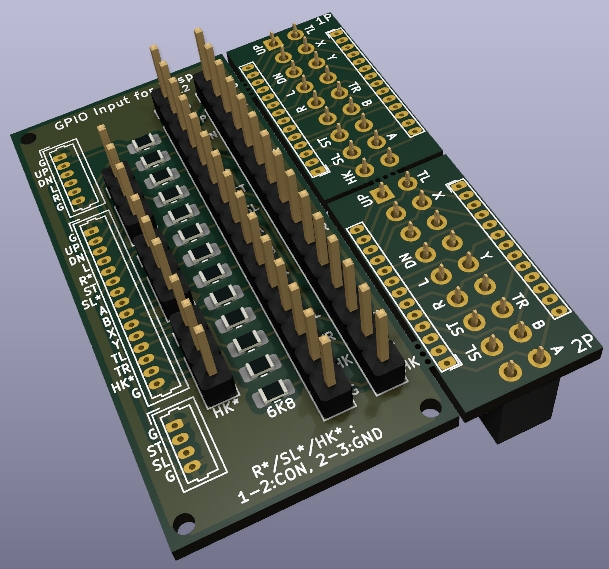 GPIO Input for
G
UP
DN
L
R
G
G
UP
DN
L
R*
ST
SL*
A
B
X
Y
TL
TR
HK*
G
G
ST
SL
G
HK*
6K8
HK
G
HK
R*/SL*/HK* :
1-2:CON, 2-3:GND
1P
UP
DN
L
R
ST
SL
HK
TL
X
Y
TR
B
A
UP
DN
L
R
ST
SL
TL
X
Y
TR
B
A
2P